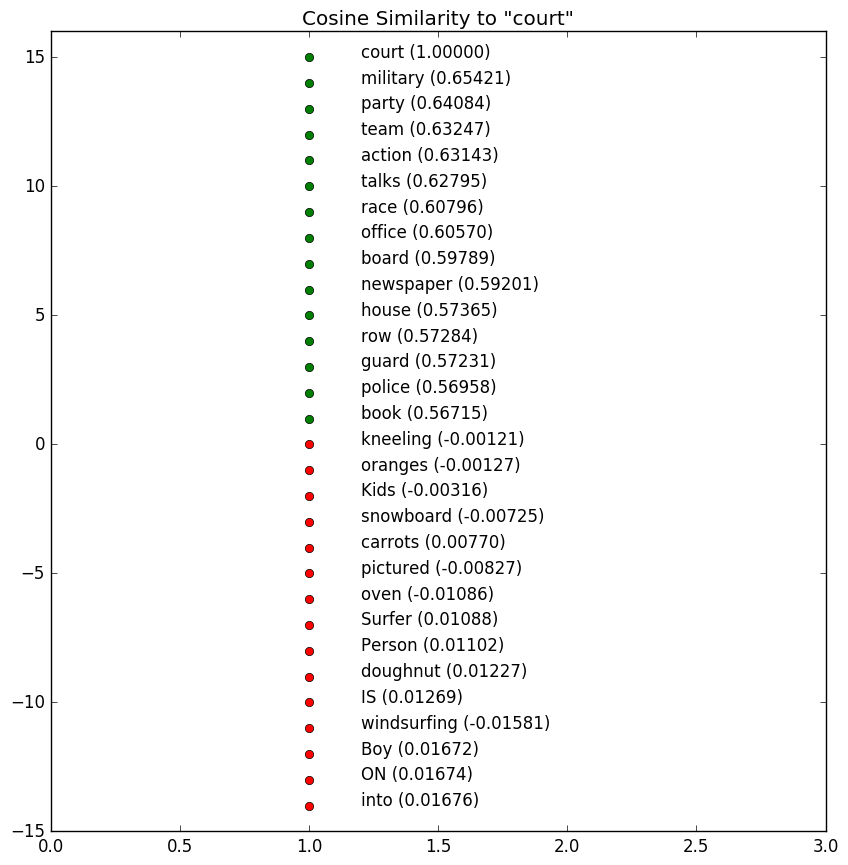 Cosine Similarity to "court"
15
court (1.00000)
military (0.65421)
party (0.64084)
team (0.63247)
action (0.63143)
10
talks (0.62795)
race (0.60796)
office (0.60570)
board (0.59789)
newspaper (0.59201)
5
house (0.57365)
row (0.57284)
guard (0.57231)
police (0.56958)
book (0.56715)
0
kneeling (-0.00121)
oranges (-0.00127)
Kids (-0.00316)
snowboard (-0.00725)
carrots (0.00770)
−5
pictured (-0.00827)
oven (-0.01086)
Surfer (0.01088)
Person (0.01102)
doughnut (0.01227)
−10
IS (0.01269)
windsurfing (-0.01581)
Boy (0.01672)
ON (0.01674)
into (0.01676)
−15
0.0 0.5 1.0 1.5 2.0 2.5 3.0